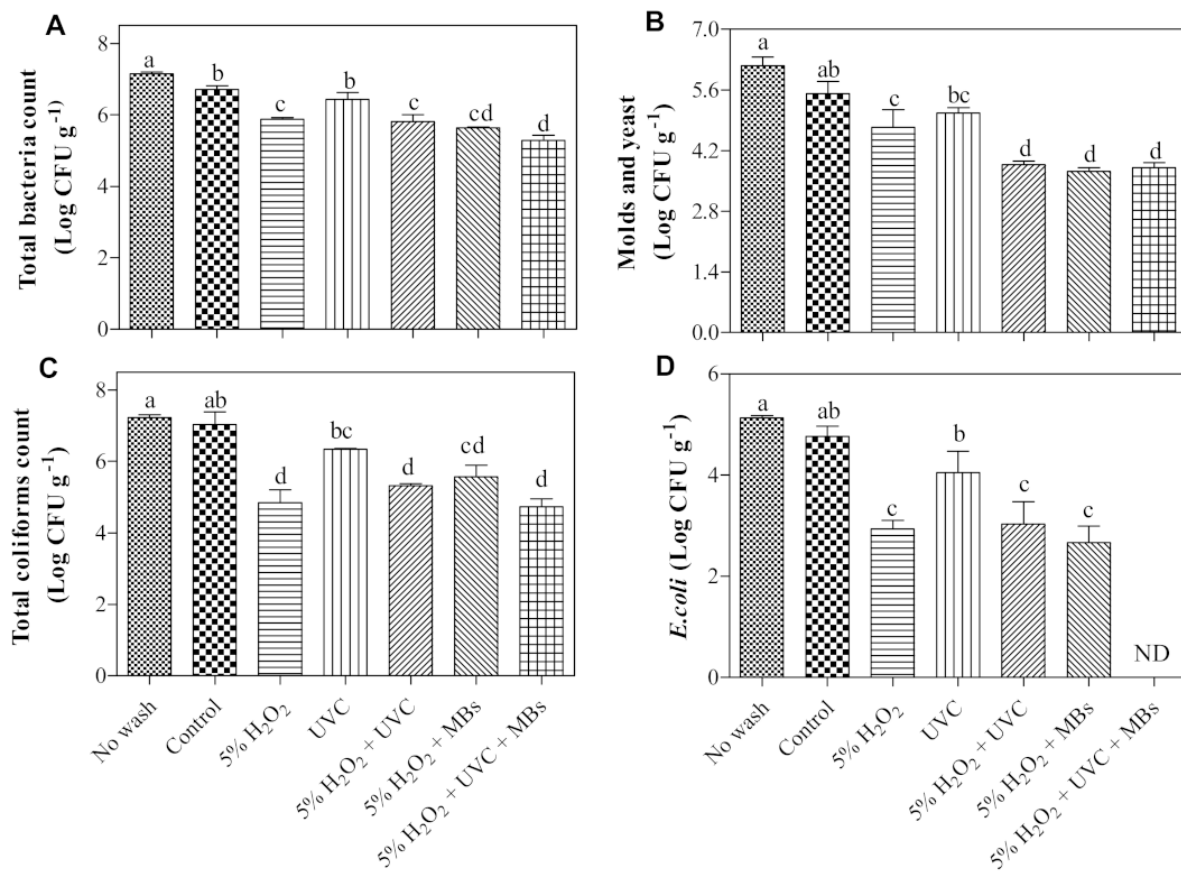 A
Total bacteria count
(Log CFU g⁻¹)
8
6
4
2
0
a
b
c
b
c
cd
d
B
Molds and yeast
(Log CFU g⁻¹)
7.0
5.6
4.2
2.8
1.4
0.0
a
ab
c
bc
d
d
d
C
Total coliforms count
(Log CFU g⁻¹)
8
6
4
2
0
a
ab
d
bc
d
cd
d
No wash
Control
5% H₂O₂
UVC
5% H₂O₂ + UVC
5% H₂O₂ + MBs
5% H₂O₂ + UVC + MBs
D
E.coli (Log CFU g⁻¹)
6
4
2
0
a
ab
c
b
c
c
ND
No wash
Control
5% H₂O₂
UVC
5% H₂O₂ + UVC
5% H₂O₂ + MBs
5% H₂O₂ + UVC + MBs